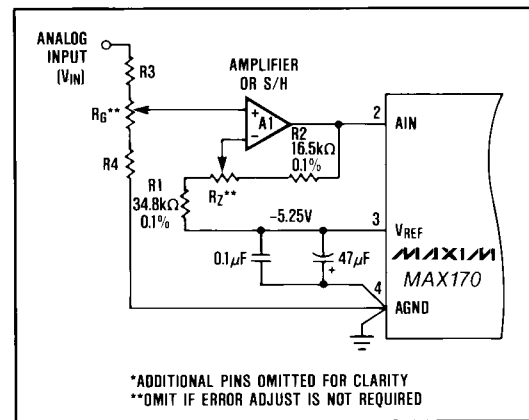 ANALOG
INPUT
(VIN)
R3
RG**
R4
AMPLIFIER
OR S/H
+
A1
−
R2
16.5kΩ
0.1%
2
AIN
R1
34.8kΩ
0.1%
RZ**
−5.25V
3
VREF
0.1µF
47µF
+
MAXIM
MAX170
4
AGND
*ADDITIONAL PINS OMITTED FOR CLARITY
**OMIT IF ERROR ADJUST IS NOT REQUIRED